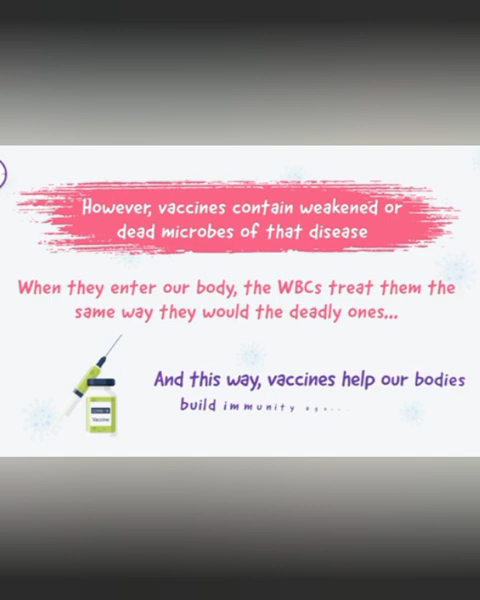 However, vaccines contain weakened or
dead microbes of that disease
When they enter our body, the WBCs treat them the
same way they would the deadly ones...
And this way, vaccines help our bodies
build immunity
Vaccine